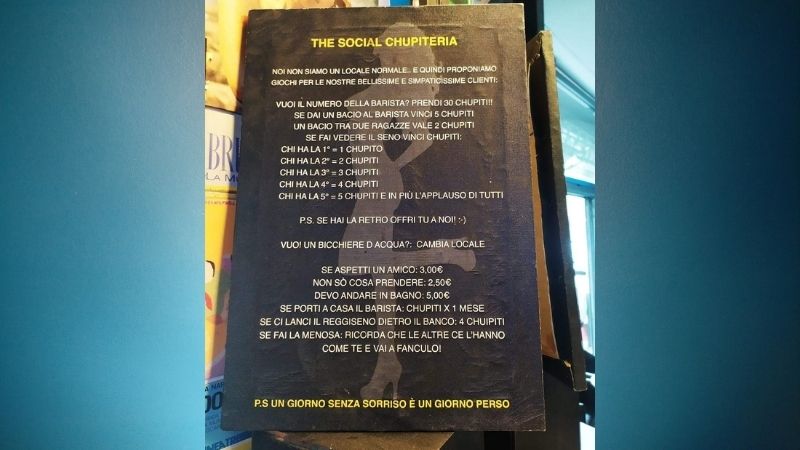 THE SOCIAL CHUPITERIA
NOI NON SIAMO UN LOCALE NORMALE.. E QUINDI PROPONIAMO
GIOCHI PER LE NOSTRE BELLISSIME E SIMPATICISSIME CLIENTI:
VUOI IL NUMERO DELLA BARISTA? PRENDI 30 CHUPITI!!!
SE DAI UN BACIO AL BARISTA VINCI 5 CHUPITI
UN BACIO TRA DUE RAGAZZE VALE 2 CHUPITI
SE FAI VEDERE IL SENO VINCI CHUPITI:
CHI HA LA 1° = 1 CHUPITO
CHI HA LA 2° = 2 CHUPITI
CHI HA LA 3° = 3 CHUPITI
CHI HA LA 4° = 4 CHUPITI
CHI HA LA 5° = 5 CHUPITI E IN PIÙ L'APPLAUSO DI TUTTI
P.S. SE HAI LA RETRO OFFRI TU A NOI! :-)
VUOI UN BICCHIERE D ACQUA?: CAMBIA LOCALE
SE ASPETTI UN AMICO: 3,00€
NON SÒ COSA PRENDERE: 2,50€
DEVO ANDARE IN BAGNO: 5,00€
SE PORTI A CASA IL BARISTA: CHUPITI X 1 MESE
SE CI LANCI IL REGGISENO DIETRO IL BANCO: 4 CHUIPITI
SE FAI LA MENOSA: RICORDA CHE LE ALTRE CE L'HANNO
COME TE E VAI A FANCULO!
P.S UN GIORNO SENZA SORRISO È UN GIORNO PERSO